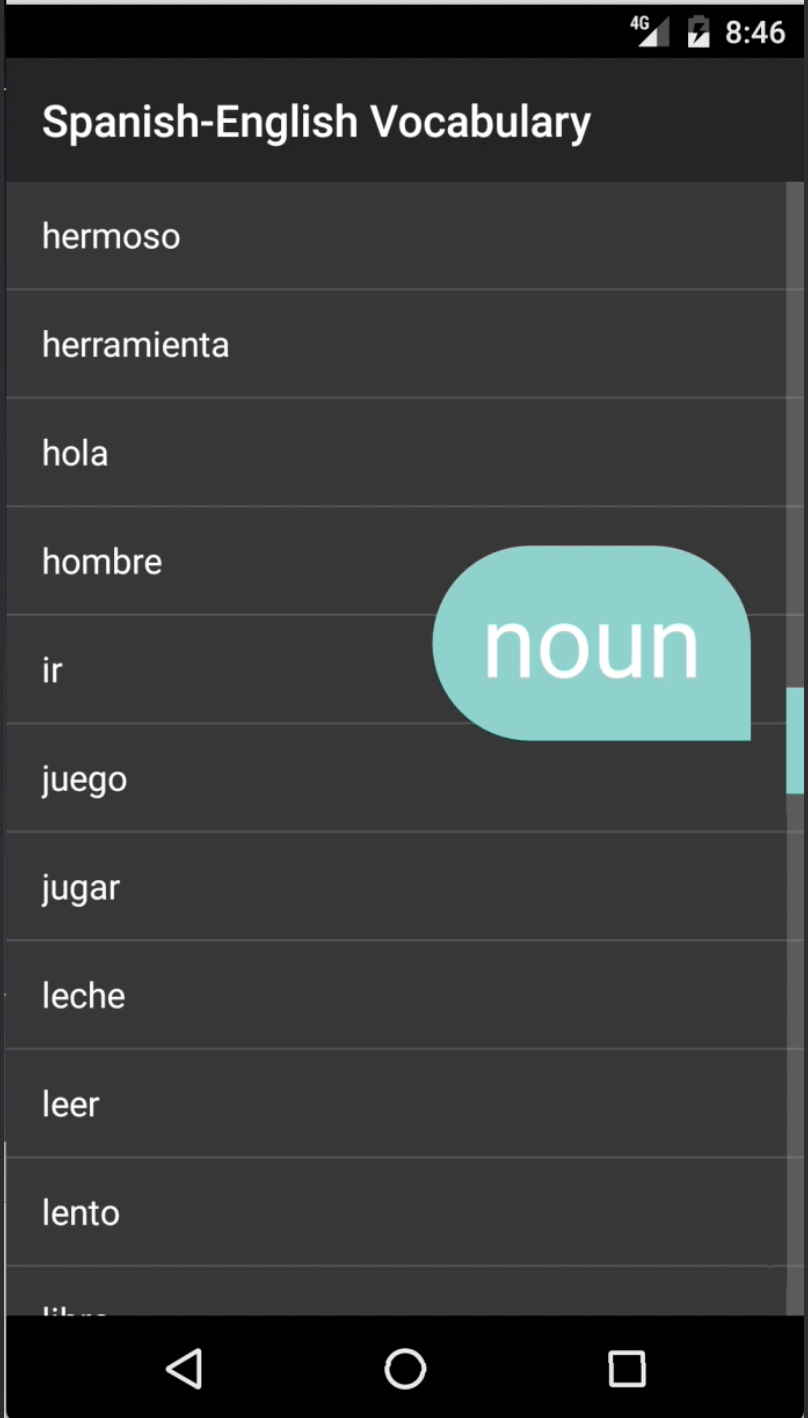 4G 8:46
Spanish-English Vocabulary
hermoso
herramienta
hola
hombre
noun
ir
juego
jugar
leche
leer
lento